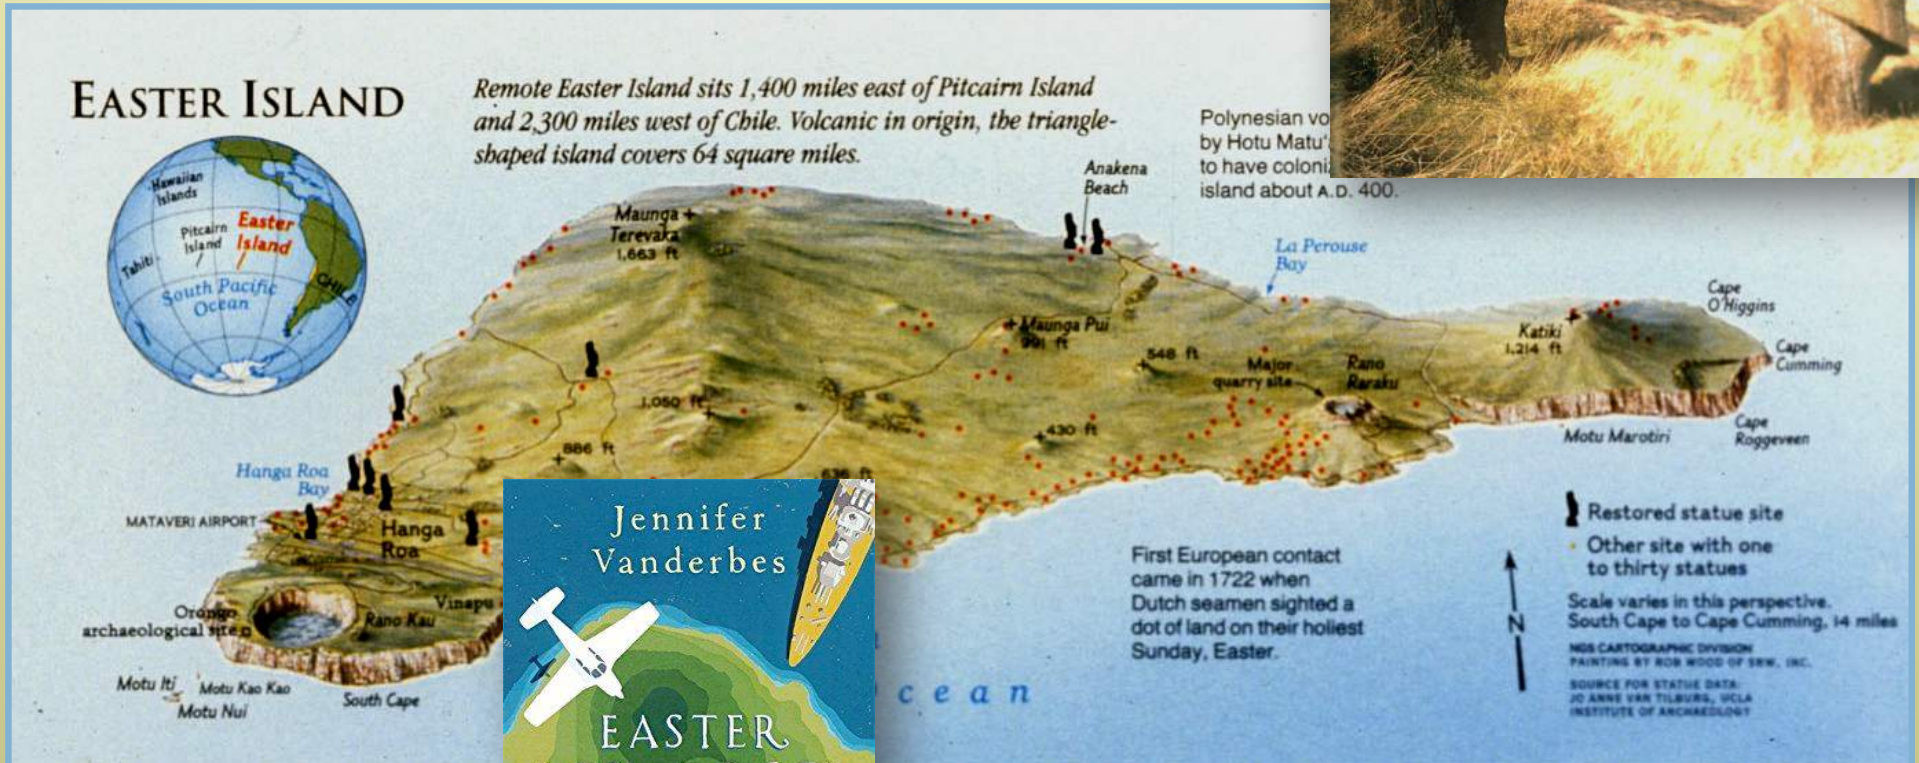 EASTER ISLAND
Remote Easter Island sits 1,400 miles east of Pitcairn Island
and 2,300 miles west of Chile. Volcanic in origin, the triangle-
shaped island covers 64 square miles.
Polynesian vo
by Hotu Matu'
to have coloni
island about A.D. 400.
Hawaiian
Islands
Pitcairn
Island
Easter
Island
Tahiti
South Pacific
Ocean
CHILE
Anakena
Beach
Maunga
Terevaka
1,663 ft
La Perouse
Bay
Cape
O'Higgins
Maunga Pui
991 ft
Katiki
1,214 ft
Cape
Cumming
548 ft
Major
quarry site
Rano
Raraku
1,050 ft
430 ft
Motu Marotiri
Cape
Roggeveen
886 ft
636 ft
Hanga Roa
Bay
MATAVERI AIRPORT
Hanga
Roa
Orongo
archaeological site
Rano Kau
Vinapu
Motu Iti
Motu Kao Kao
Motu Nui
South Cape
Jennifer
Vanderbes
EASTER
cean
First European contact
came in 1722 when
Dutch seamen sighted a
dot of land on their holiest
Sunday, Easter.
N
Restored statue site
Other site with one
to thirty statues
Scale varies in this perspective.
South Cape to Cape Cumming, 14 miles
NGS CARTOGRAPHIC DIVISION
PAINTING BY ROB WOOD OF SRW, INC.
SOURCE FOR STATUE DATA:
JO ANNE VAN TILBURG, UCLA
INSTITUTE OF ARCHAEOLOGY